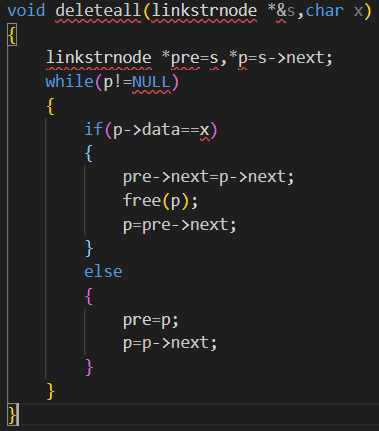 void deleteall(linkstrnode *&s,char x)
{
    linkstrnode *pre=s,*p=s->next;
    while(p!=NULL)
    {
        if(p->data==x)
        {
            pre->next=p->next;
            free(p);
            p=pre->next;
        }
        else
        {
            pre=p;
            p=p->next;
        }
    }
}